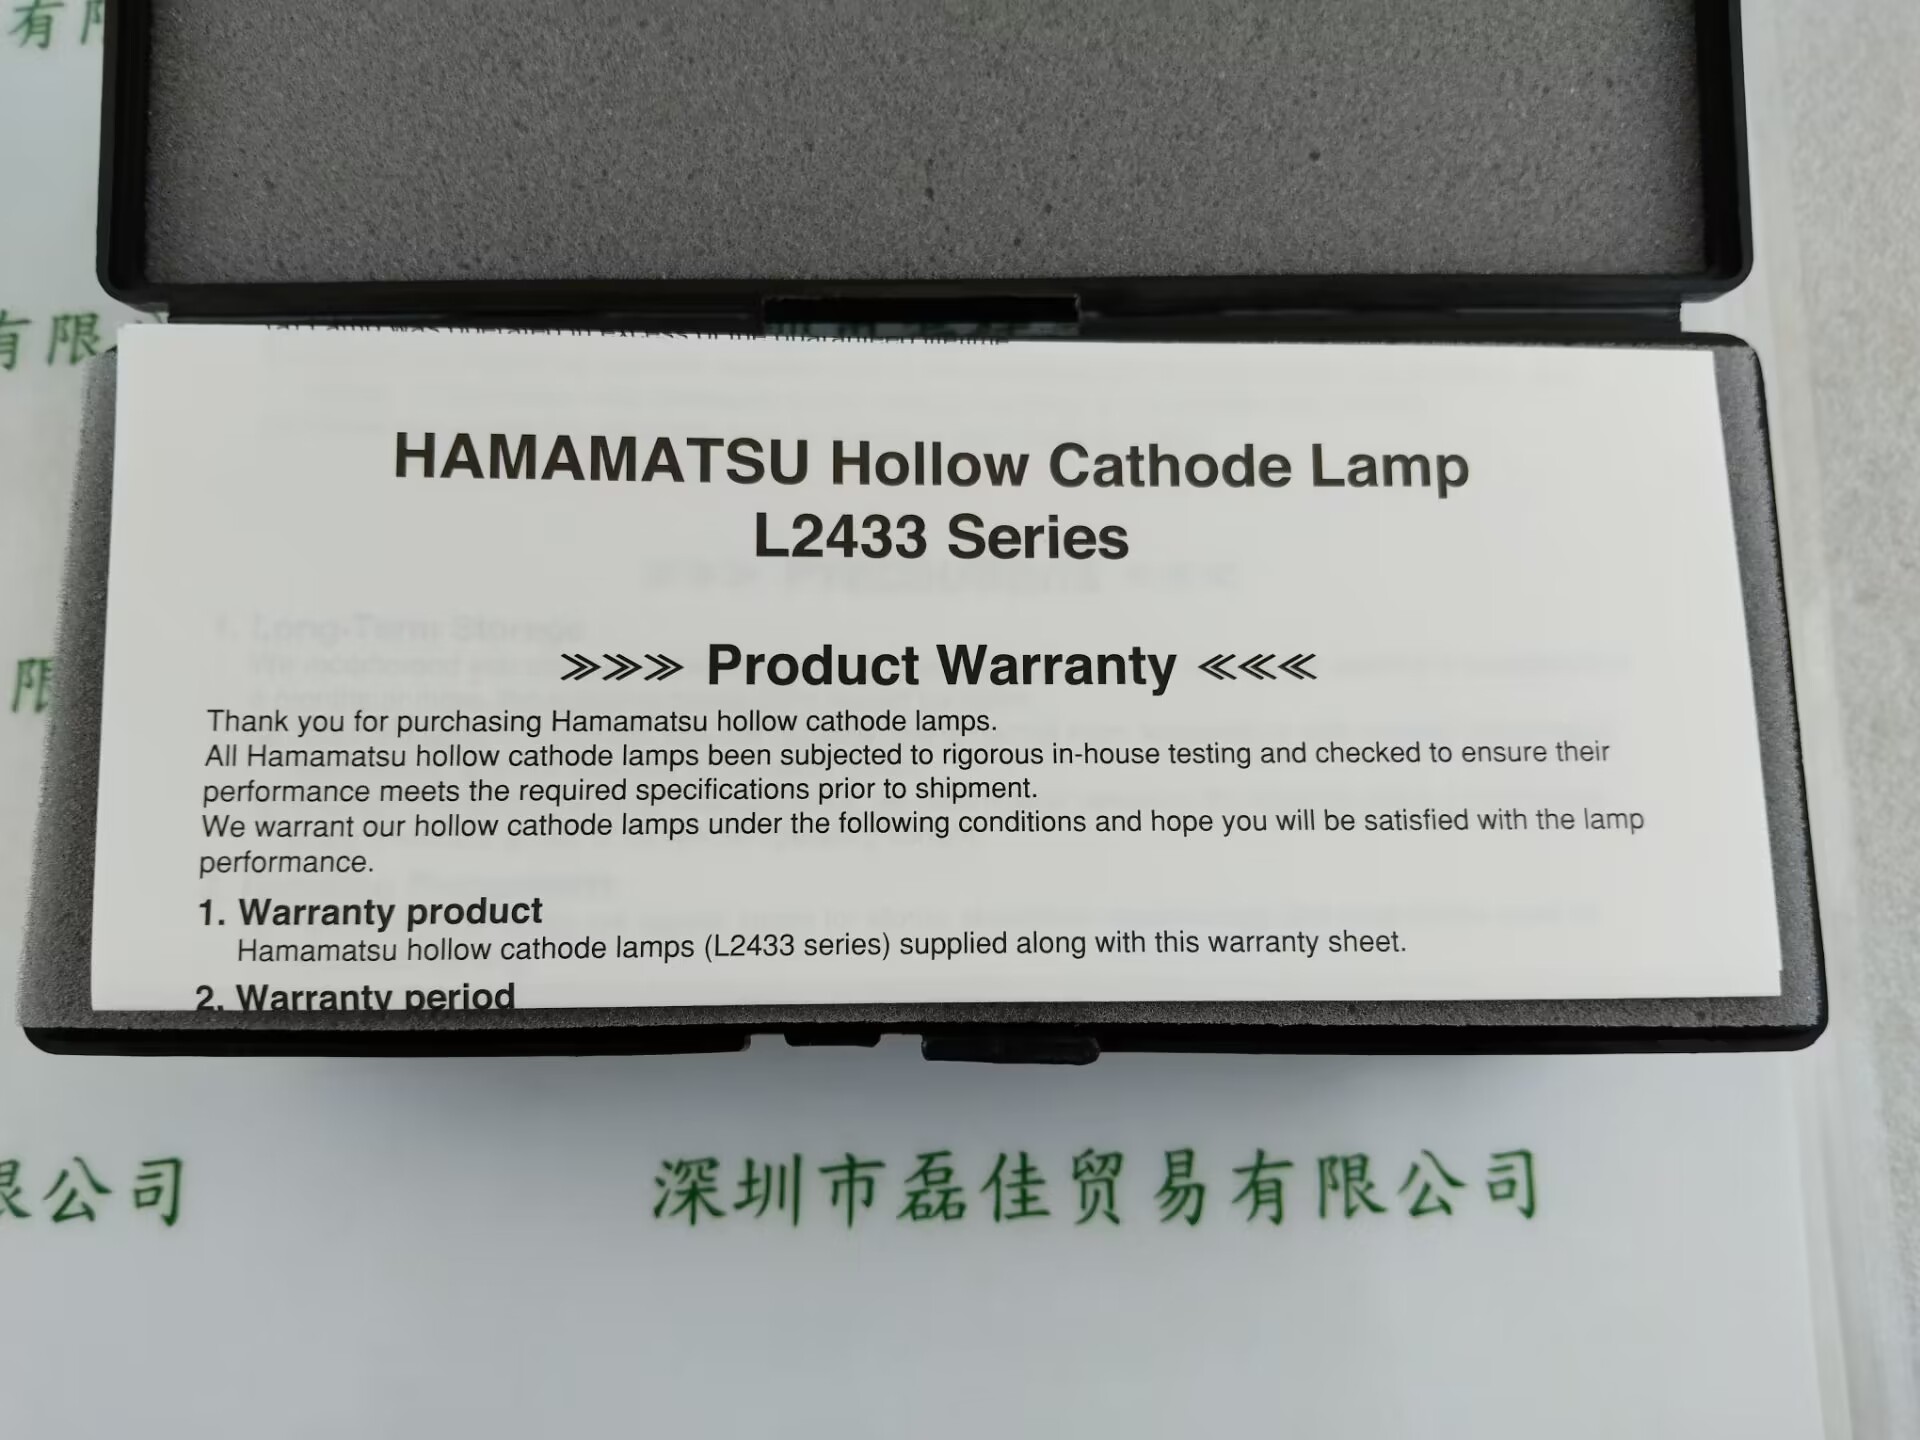 有限
有限公
限
HAMAMATSU Hollow Cathode Lamp
L2433 Series
>>>>>> Product Warranty <<<<<<
Thank you for purchasing Hamamatsu hollow cathode lamps.
All Hamamatsu hollow cathode lamps been subjected to rigorous in-house testing and checked to ensure their
performance meets the required specifications prior to shipment.
We warrant our hollow cathode lamps under the following conditions and hope you will be satisfied with the lamp
performance.
1. Warranty product
Hamamatsu hollow cathode lamps (L2433 series) supplied along with this warranty sheet.
2. Warranty period
限公司
深圳市磊佳贸易有限公司